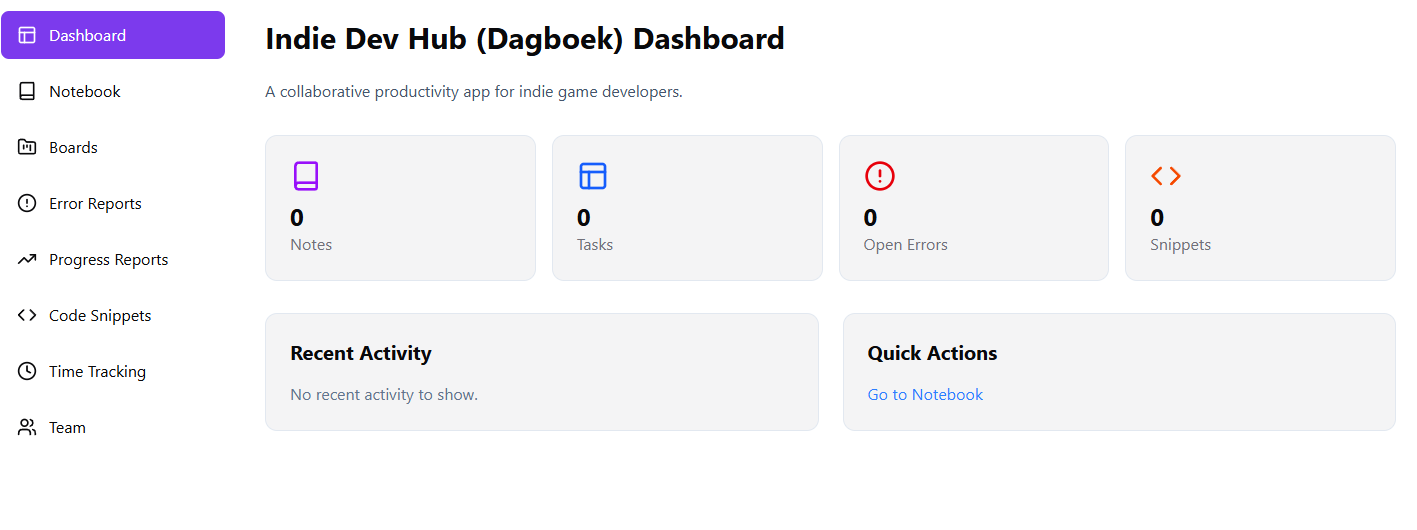 Dashboard
Notebook
Boards
Error Reports
Progress Reports
Code Snippets
Time Tracking
Team
Indie Dev Hub (Dagboek) Dashboard
A collaborative productivity app for indie game developers.
0
Notes
0
Tasks
0
Open Errors
0
Snippets
Recent Activity
No recent activity to show.
Quick Actions
Go to Notebook